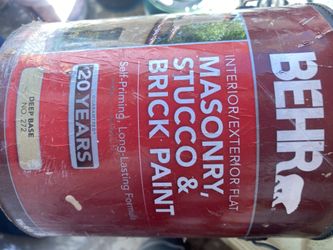 BEHR
INTERIOR/EXTERIOR FLAT
MASONRY,
STUCCO &
BRICK PAINT
Self-Priming, Long-Lasting Formula
20 YEARS
DEEP BASE
NO. 272